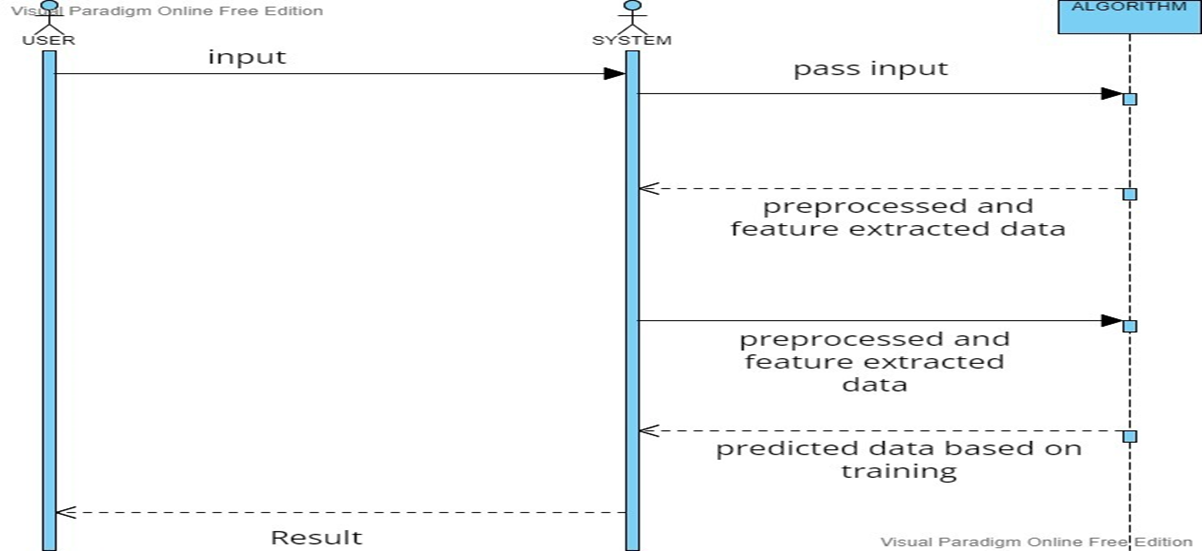 Visual Paradigm Online Free Edition
ALGORITHM
USER
SYSTEM
input
pass input
preprocessed and
feature extracted data
preprocessed and
feature extracted
data
predicted data based on
training
Result
Visual Paradigm Online Free Edition